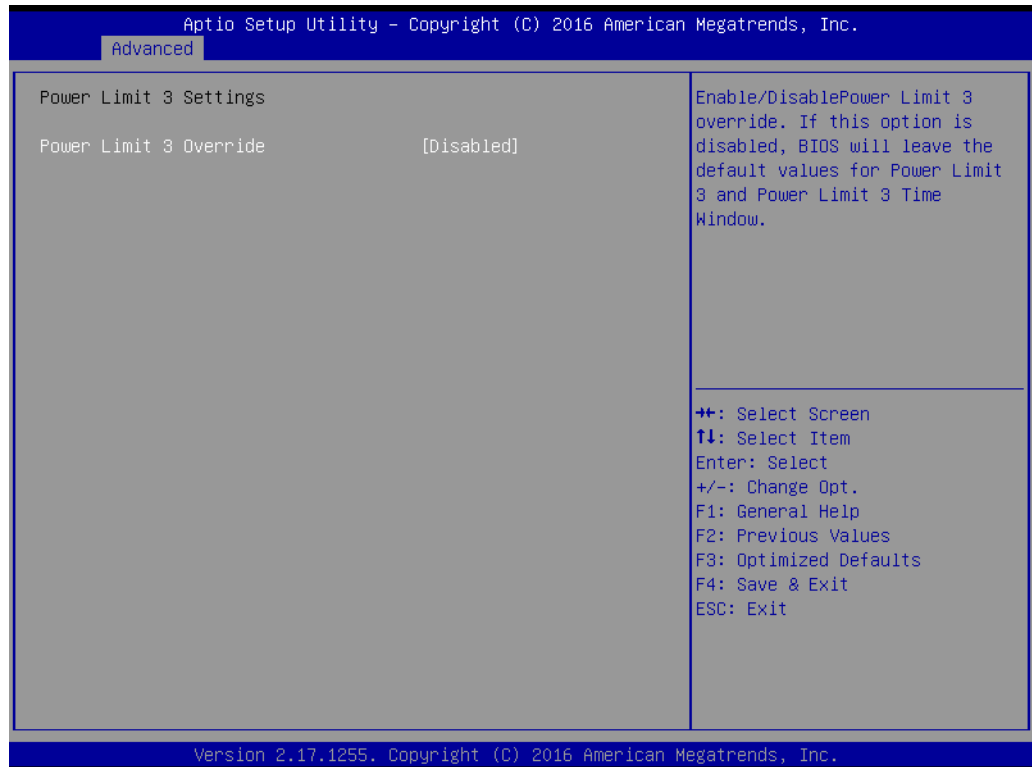 Aptio Setup Utility – Copyright (C) 2016 American Megatrends, Inc.
Advanced
Power Limit 3 Settings
Power Limit 3 Override [Disabled]
Enable/DisablePower Limit 3
override. If this option is
disabled, BIOS will leave the
default values for Power Limit
3 and Power Limit 3 Time
Window.
→←: Select Screen
↑↓: Select Item
Enter: Select
+/-: Change Opt.
F1: General Help
F2: Previous Values
F3: Optimized Defaults
F4: Save & Exit
ESC: Exit
Version 2.17.1255. Copyright (C) 2016 American Megatrends, Inc.